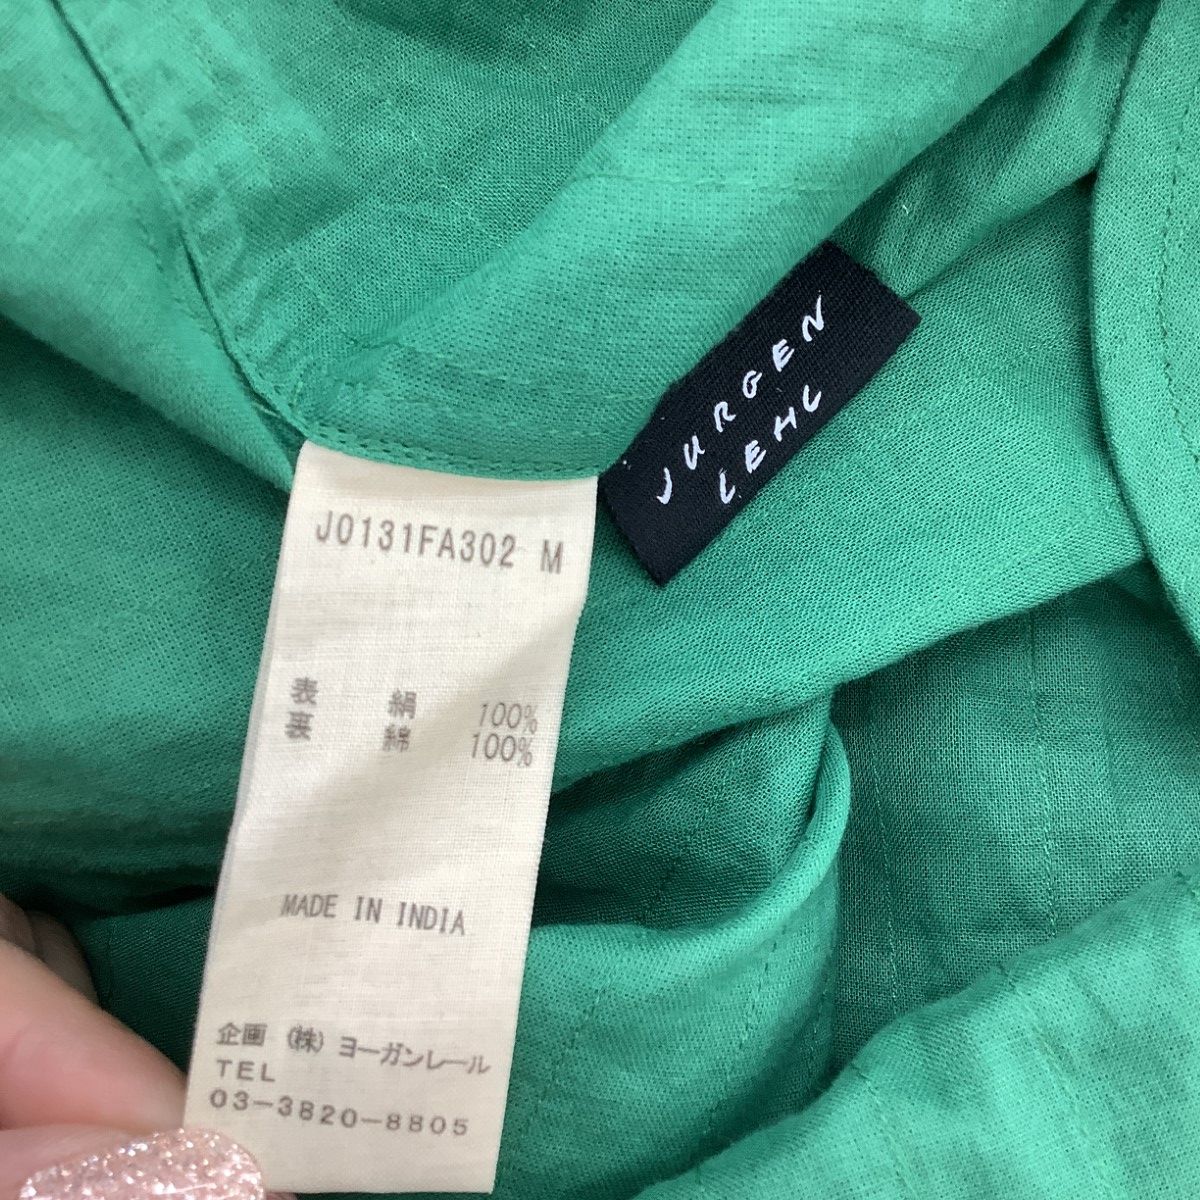 JURGEN
LEHL
J0131FA302 M
表 絹 100%
裏 綿 100%
MADE IN INDIA
企画 (株) ヨーガンレール
TEL
03-3820-8805